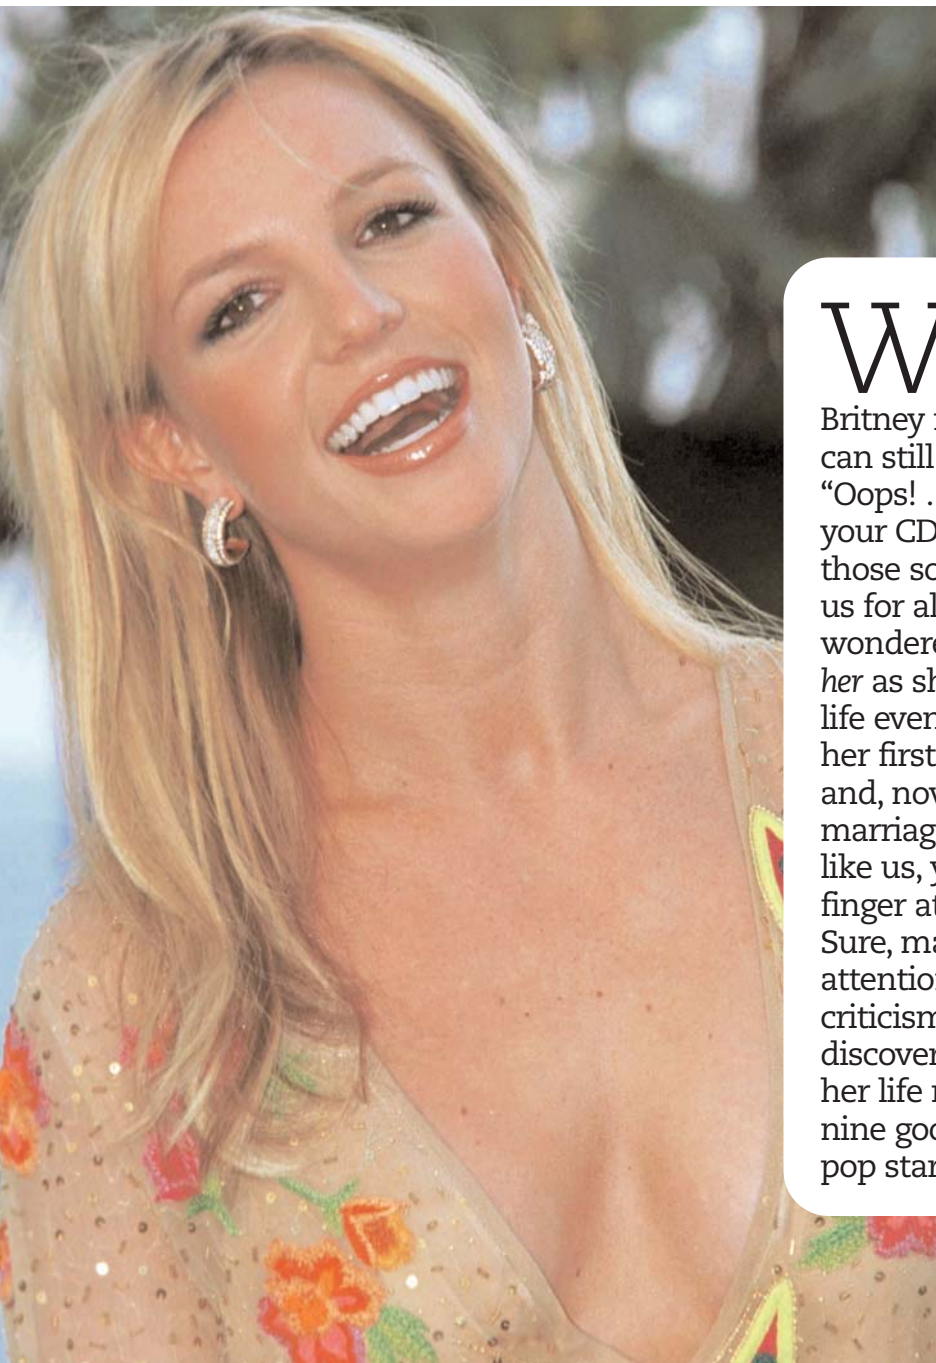 W
Britney
can still
“Oops! .
your CD
those so
us for al
wondere
her as sh
life even
her first
and, nov
marriag
like us,
finger at
Sure, ma
attention
criticism
discover
her life
nine goo
pop star